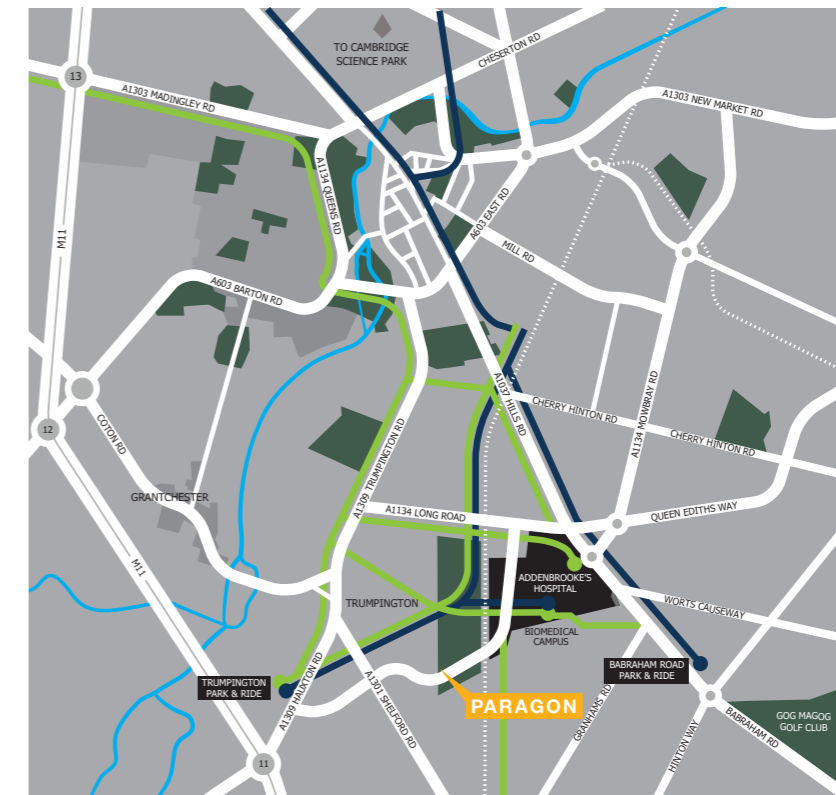 TO CAMBRIDGE
SCIENCE PARK
CHESERTON RD
13
A1303 MADINGLEY RD
A1303 NEW MARKET RD
A1134 QUEENS RD
A603 EAST RD
M11
MILL RD
A603 BARTON RD
A1037 HILLS RD
CHERRY HINTON RD
A1134 MOWBRAY RD
CHERRY HINTON RD
12
COTON RD
A1309 TRUMPINGTON RD
GRANTCHESTER
A1134 LONG ROAD
QUEEN EDITHS WAY
M11
ADDENBROOKE'S
HOSPITAL
TRUMPINGTON
WORTS CAUSEWAY
BIOMEDICAL
CAMPUS
BABRAHAM ROAD
PARK & RIDE
TRUMPINGTON
PARK & RIDE
A1309 HAUXTON RD
A1301 SHELFORD RD
PARAGON
GRANHAMS RD
GOG MAGOG
GOLF CLUB
BABRAHAM RD
HINTON WAY
11